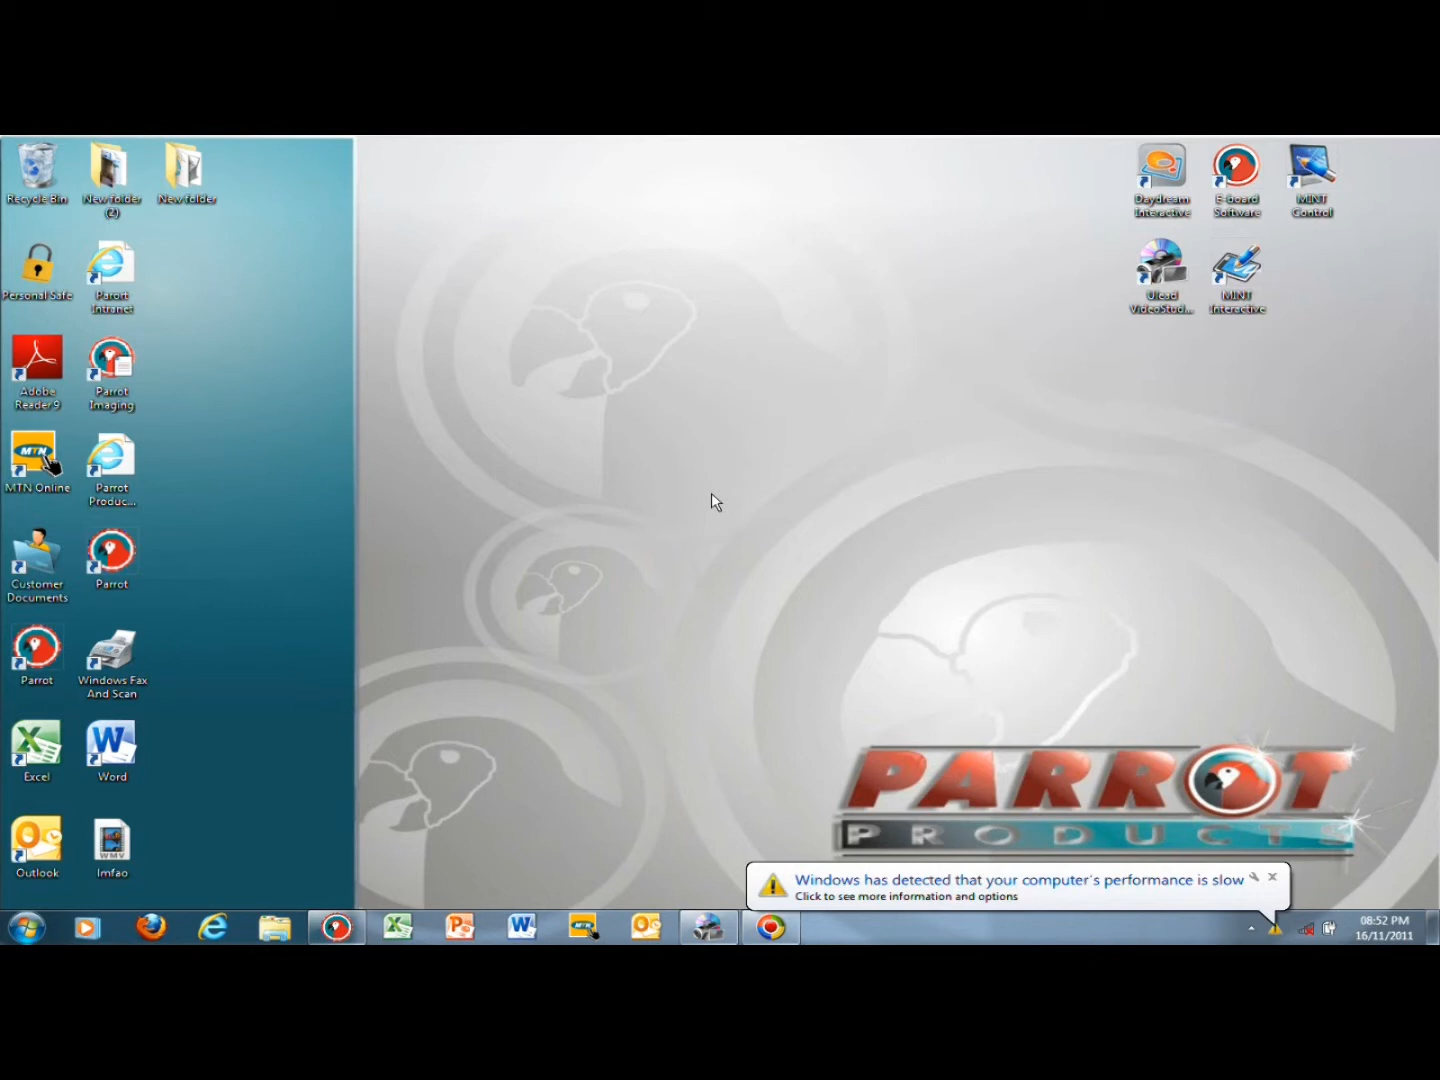 Recycle Bin
New folder
(2)
New folder
Personal Safe
Parort
Intranet
Adobe
Reader 9
Parrot
Imaging
MTN
MTN Online
Parrot
Produc...
Customer
Documents
Parrot
Parrot
Windows Fax
And Scan
Excel
Word
Outlook
WMV
lmfao
Daydream
Interactive
E-board
Software
MINT
Control
Ulead
VideoStud...
MINT
Interactive
PARROT
PRODUCTS
Windows has detected that your computer's performance is slow
Click to see more information and options
08:52 PM
16/11/2011